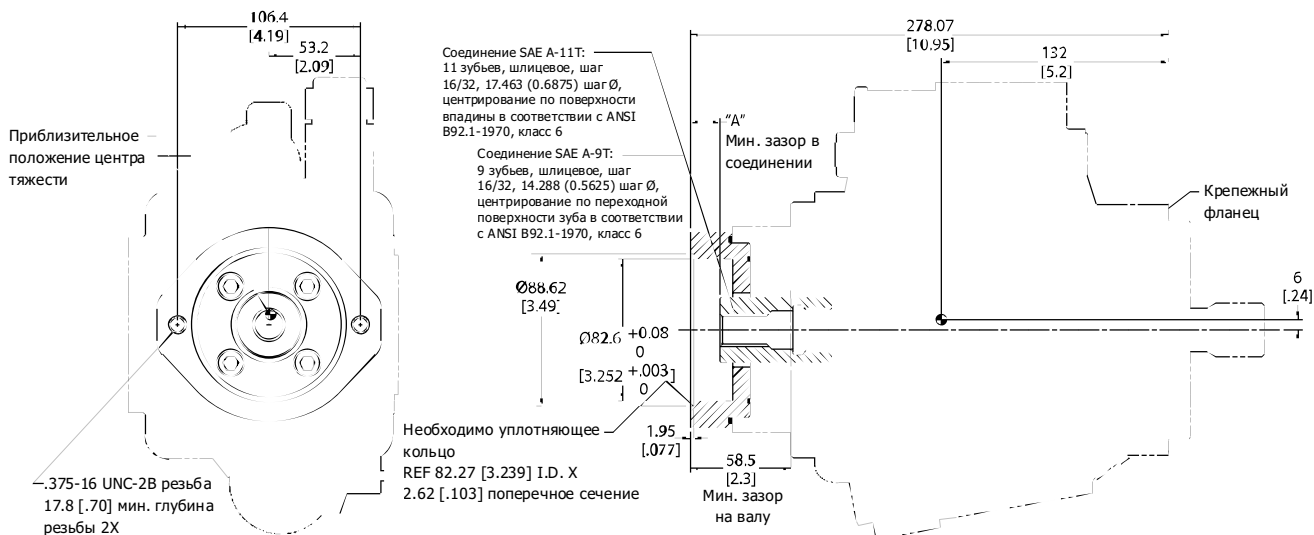 106.4
[4.19]
53.2
[2.09]
Приблизительное
положение центра
тяжести
.375-16 UNC-2B резьба
17.8 [.70] мин. глубина
резьбы 2X
Соединение SAE A-11T:
11 зубьев, шлицевое, шаг
16/32, 17.463 (0.6875) шаг Ø,
центрирование по поверхности
впадины в соответствии с ANSI
B92.1-1970, класс 6
Соединение SAE A-9T:
9 зубьев, шлицевое, шаг
16/32, 14.288 (0.5625) шаг Ø,
центрирование по переходной
поверхности зуба в соответствии
с ANSI B92.1-1970, класс 6
278.07
[10.95]
132
[5.2]
“A”
Мин. зазор в
соединении
Крепежный
фланец
Ø88.62
[3.49]
Ø82.6 +0.08
0
[3.252 +.003]
0
6
[.24]
Необходимо уплотняющее
кольцо
REF 82.27 [3.239] I.D. X
2.62 [.103] поперечное сечение
1.95
[.077]
58.5
[2.3]
Мин. зазор
на валу